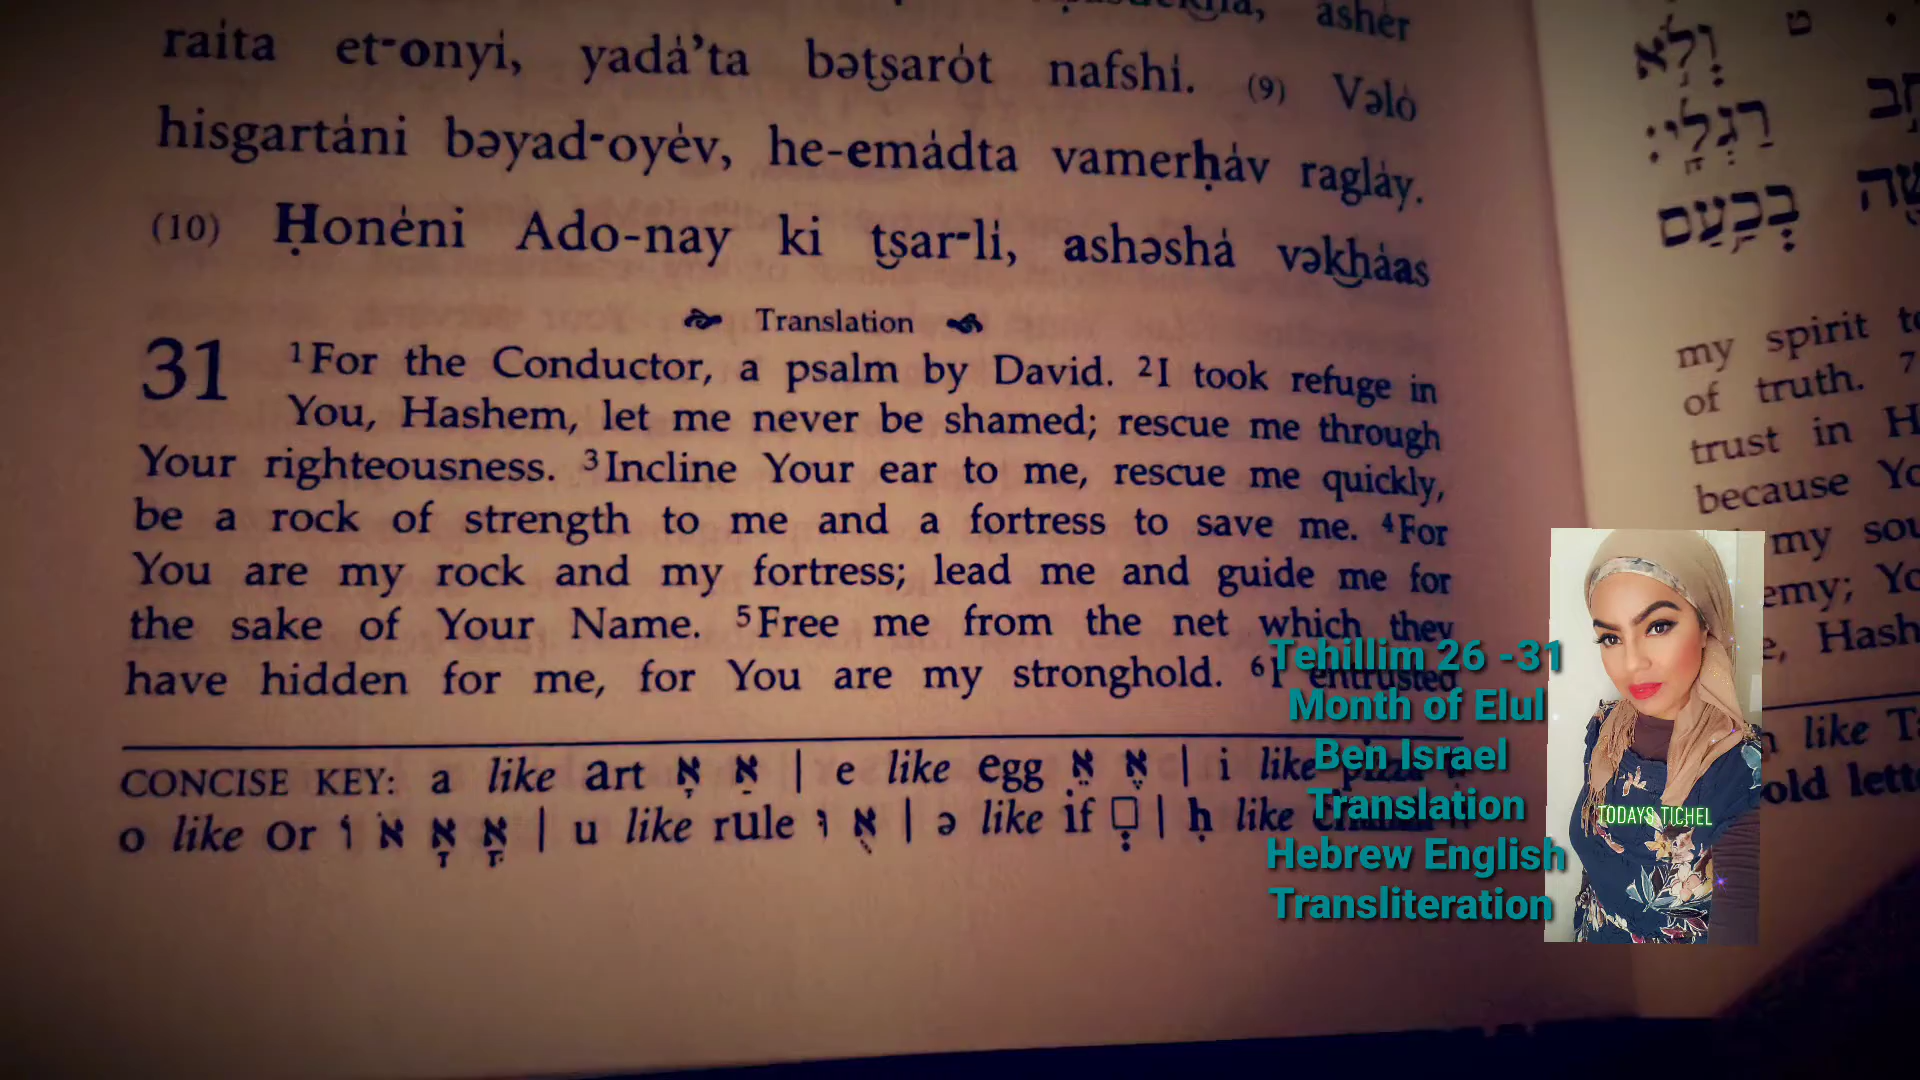 asher
raita et-onyí, yadá'ta bətsarót nafshí. (9) Vəló
hisgartáni bəyad-oyév, he-emádta vamerḥáv raglây.
(10) Ḥonéni Ado-nay ki tsar-lí, ashəshá vəkháas
Translation
31 1For the Conductor, a psalm by David. 2I took refuge in
You, Hashem, let me never be shamed; rescue me through
Your righteousness. 3Incline Your ear to me, rescue me quickly,
be a rock of strength to me and a fortress to save me. 4For
You are my rock and my fortress; lead me and guide me for
the sake of Your Name. 5Free me from the net which they
have hidden for me, for You are my stronghold. 6I entrusted
CONCISE KEY: a like art אָ אַ | e like egg אֵ אֶ | i like
o like or וֹ אֹ אָ אֳ | u like rule וּ אֻ | ə like if | ḥ like
וְלֹא
רַגְלָי:
בְכַעַס
my spirit
of truth. 7
trust in
because
my
Hash
like
old
Tehillim 26 -31
Month of Elul
Ben Israel
Translation
Hebrew English
Transliteration
TODAYS TICHEL